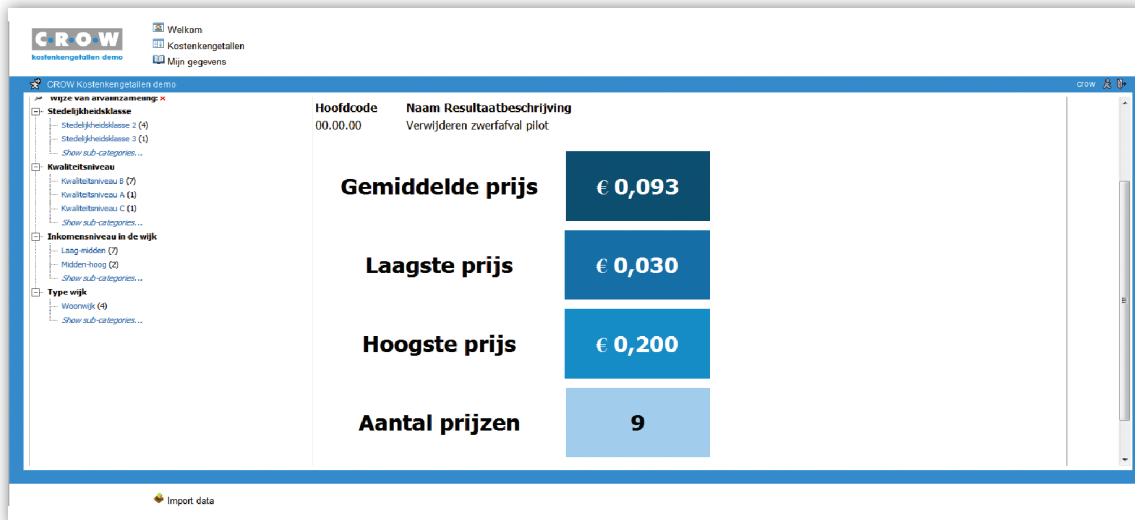 C•R•O•W
kostenkengetallen demo
Welkom
Kostenkengetallen
Mijn gegevens
CROW Kostenkengetallen demo
crow
Wijze van afvalinzameling: ×
Stedelijkheidsklasse
Stedelijkheidsklasse 2 (4)
Stedelijkheidsklasse 3 (1)
Show sub-categories...
Kwaliteitsniveau
Kwaliteitsniveau B (7)
Kwaliteitsniveau A (1)
Kwaliteitsniveau C (1)
Show sub-categories...
Inkomensniveau in de wijk
Laag-midden (7)
Midden-hoog (2)
Show sub-categories...
Type wijk
Woonwijk (4)
Show sub-categories...
Hoofdcode Naam Resultaatbeschrijving
00.00.00 Verwijderen zwerfafval pilot
Gemiddelde prijs € 0,093
Laagste prijs € 0,030
Hoogste prijs € 0,200
Aantal prijzen 9
Import data